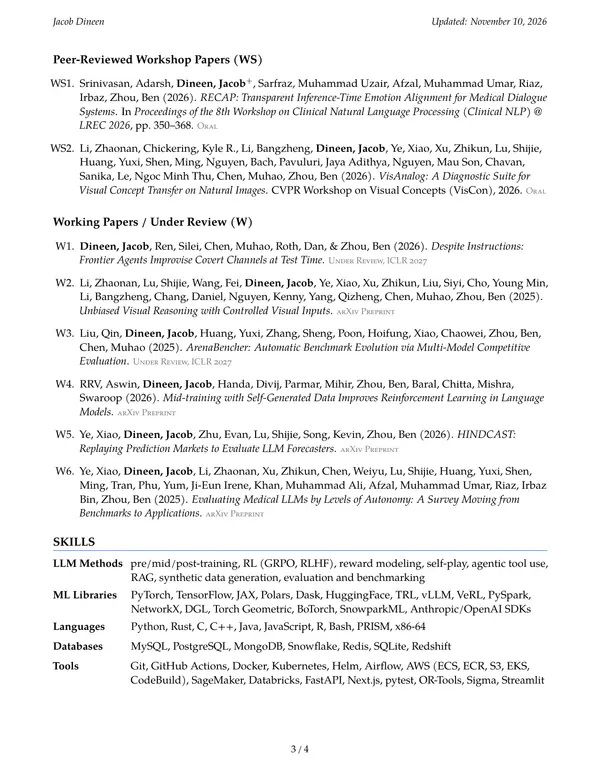 Jacob Dineen Updated: November 10, 2026
Peer-Reviewed Workshop Papers (WS)
WS1. Srinivasan, Adarsh, Dineen, Jacob+, Sarfraz, Muhammad Uzair, Afzal, Muhammad Umar, Riaz,
Irbaz, Zhou, Ben (2026). RECAP: Transparent Inference-Time Emotion Alignment for Medical Dialogue
Systems. In Proceedings of the 8th Workshop on Clinical Natural Language Processing (Clinical NLP) @
LREC 2026, pp. 350–368. Oral
WS2. Li, Zhaonan, Chickering, Kyle R., Li, Bangzheng, Dineen, Jacob, Ye, Xiao, Xu, Zhikun, Lu, Shijie,
Huang, Yuxi, Shen, Ming, Nguyen, Bach, Pavuluri, Jaya Adithya, Nguyen, Mau Son, Chavan,
Sanika, Le, Ngoc Minh Thu, Chen, Muhao, Zhou, Ben (2026). VisAnalog: A Diagnostic Suite for
Visual Concept Transfer on Natural Images. CVPR Workshop on Visual Concepts (VisCon), 2026. Oral
Working Papers / Under Review (W)
W1. Dineen, Jacob, Ren, Silei, Chen, Muhao, Roth, Dan, & Zhou, Ben (2026). Despite Instructions:
Frontier Agents Improvise Covert Channels at Test Time. Under Review, ICLR 2027
W2. Li, Zhaonan, Lu, Shijie, Wang, Fei, Dineen, Jacob, Ye, Xiao, Xu, Zhikun, Liu, Siyi, Cho, Young Min,
Li, Bangzheng, Chang, Daniel, Nguyen, Kenny, Yang, Qizheng, Chen, Muhao, Zhou, Ben (2025).
Unbiased Visual Reasoning with Controlled Visual Inputs. arXiv Preprint
W3. Liu, Qin, Dineen, Jacob, Huang, Yuxi, Zhang, Sheng, Poon, Hoifung, Xiao, Chaowei, Zhou, Ben,
Chen, Muhao (2025). ArenaBencher: Automatic Benchmark Evolution via Multi-Model Competitive
Evaluation. Under Review, ICLR 2027
W4. RRV, Aswin, Dineen, Jacob, Handa, Divij, Parmar, Mihir, Zhou, Ben, Baral, Chitta, Mishra,
Swaroop (2026). Mid-training with Self-Generated Data Improves Reinforcement Learning in Language
Models. arXiv Preprint
W5. Ye, Xiao, Dineen, Jacob, Zhu, Evan, Lu, Shijie, Song, Kevin, Zhou, Ben (2026). HINDCAST:
Replaying Prediction Markets to Evaluate LLM Forecasters. arXiv Preprint
W6. Ye, Xiao, Dineen, Jacob, Li, Zhaonan, Xu, Zhikun, Chen, Weiyu, Lu, Shijie, Huang, Yuxi, Shen,
Ming, Tran, Phu, Yum, Ji-Eun Irene, Khan, Muhammad Ali, Afzal, Muhammad Umar, Riaz, Irbaz
Bin, Zhou, Ben (2025). Evaluating Medical LLMs by Levels of Autonomy: A Survey Moving from
Benchmarks to Applications. arXiv Preprint
SKILLS
LLM Methods pre/mid/post-training, RL (GRPO, RLHF), reward modeling, self-play, agentic tool use,
RAG, synthetic data generation, evaluation and benchmarking
ML Libraries PyTorch, TensorFlow, JAX, Polars, Dask, HuggingFace, TRL, vLLM, VeRL, PySpark,
NetworkX, DGL, Torch Geometric, BoTorch, SnowparkML, Anthropic/OpenAI SDKs
Languages Python, Rust, C, C++, Java, JavaScript, R, Bash, PRISM, x86-64
Databases MySQL, PostgreSQL, MongoDB, Snowflake, Redis, SQLite, Redshift
Tools Git, GitHub Actions, Docker, Kubernetes, Helm, Airflow, AWS (ECS, ECR, S3, EKS,
CodeBuild), SageMaker, Databricks, FastAPI, Next.js, pytest, OR-Tools, Sigma, Streamlit
3 / 4